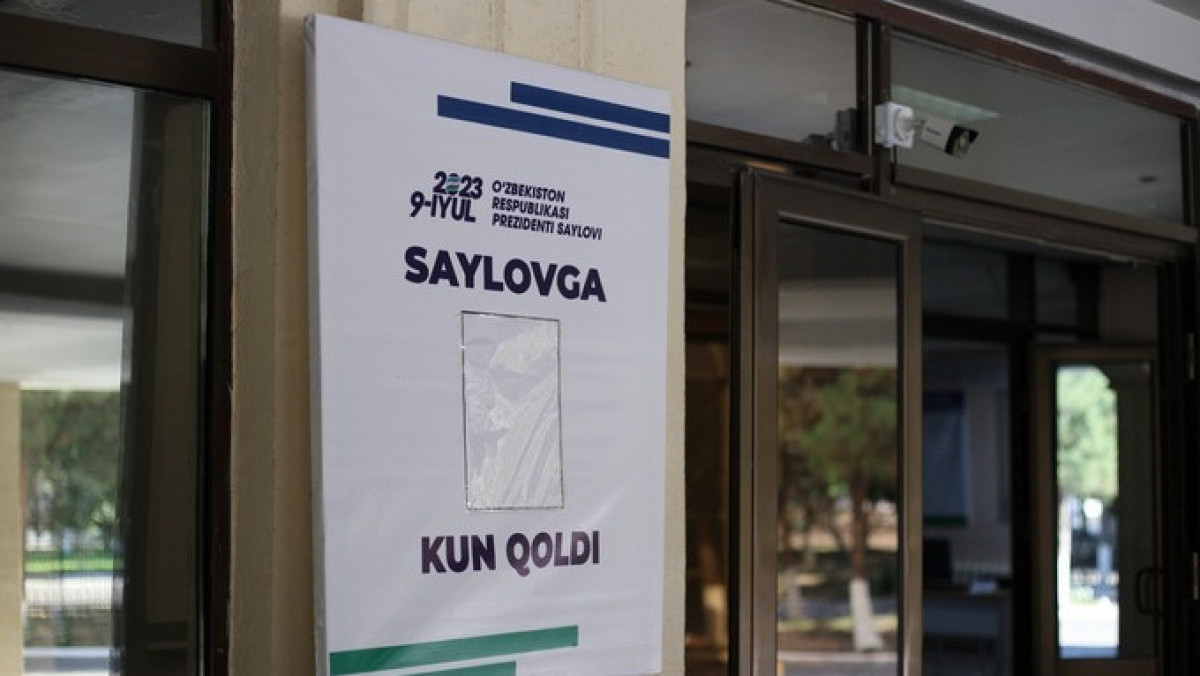 2023
9-IYUL
O‘ZBEKISTON
RESPUBLIKASI
PREZIDENTI SAYLOVI
SAYLOVGA
KUN QOLDI